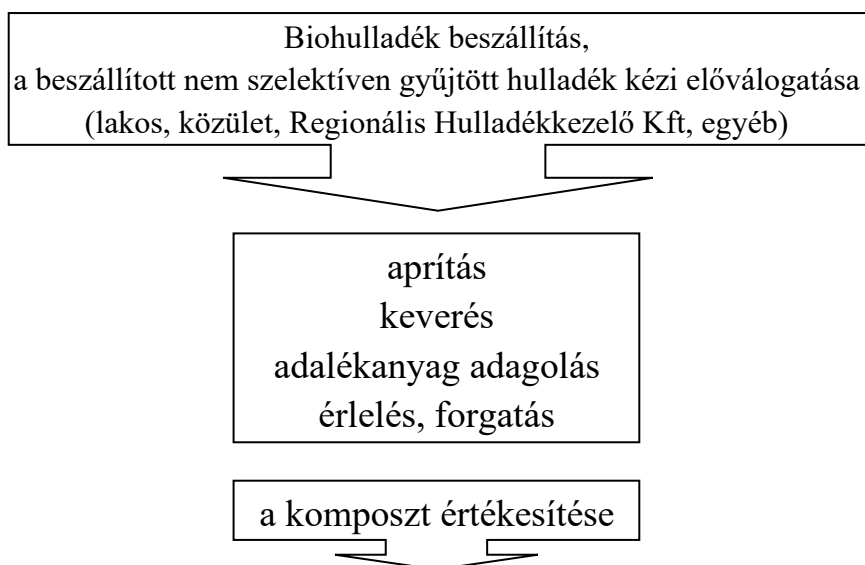 Biohulladék beszállítás,
a beszállított nem szelektíven gyűjtött hulladék kézi előválogatása
(lakos, közület, Regionális Hulladékkezelő Kft, egyéb)
aprítás
keverés
adalékanyag adagolás
érlelés, forgatás
a komposzt értékesítése